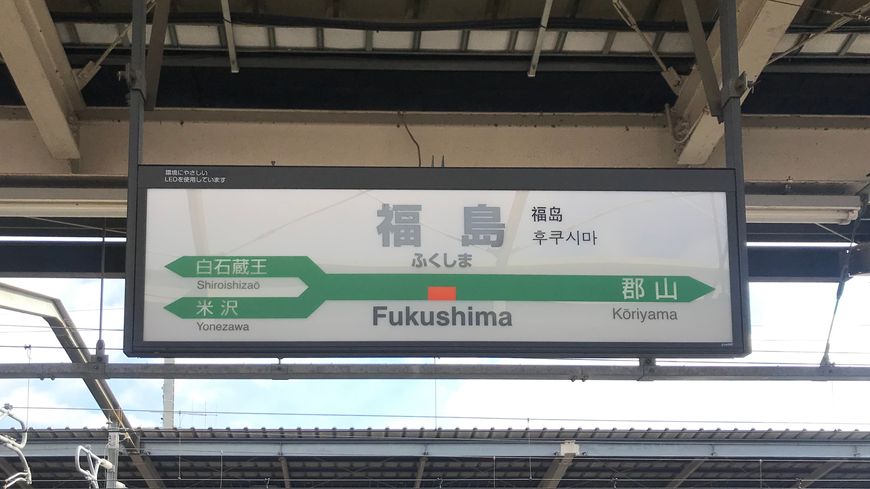 環境にやさしい
LEDを使用しています
福島
福岛
후쿠시마
ふくしま
白石蔵王
Shiroishizaō
米沢
Yonezawa
郡山
Kōriyama
Fukushima